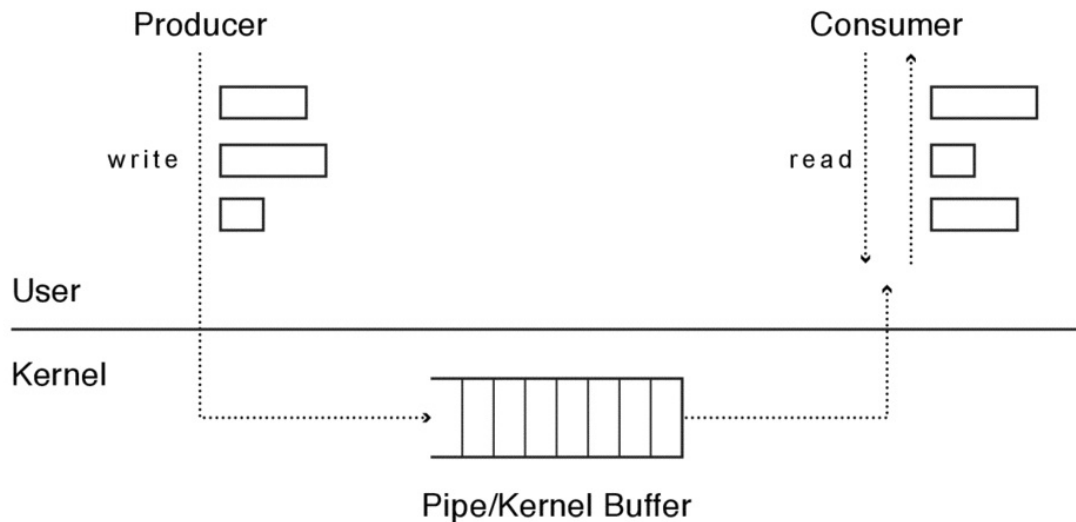 Producer
Consumer
write
read
User
Kernel
Pipe/Kernel Buffer